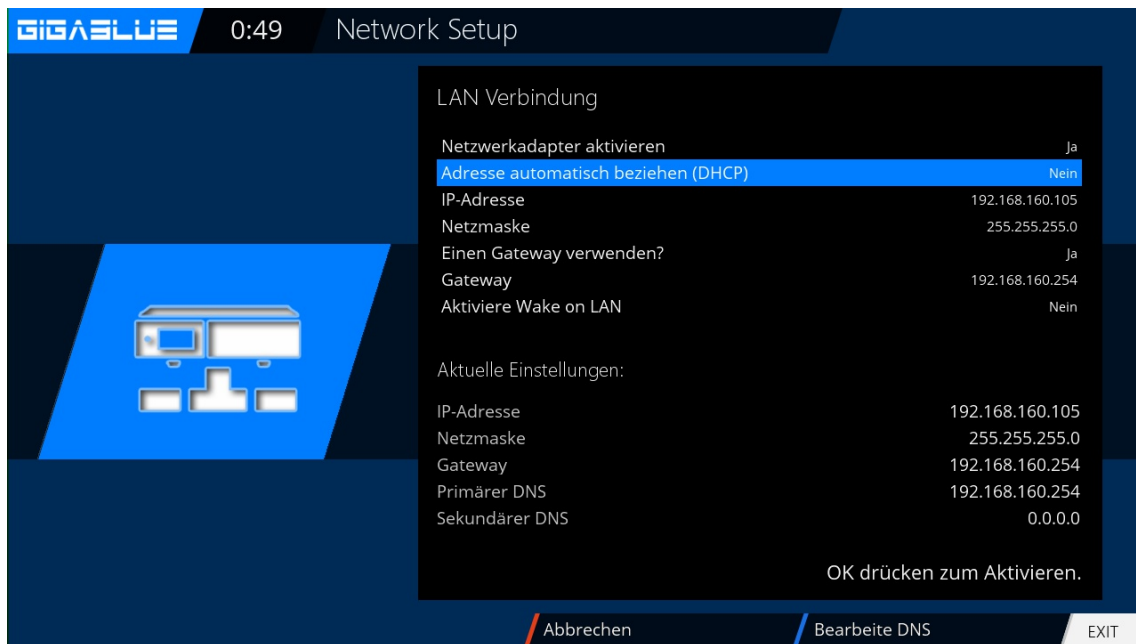 GIGABLUE 0:49 Network Setup
LAN Verbindung
Netzwerkadapter aktivieren Ja
Adresse automatisch beziehen (DHCP) Nein
IP-Adresse 192.168.160.105
Netzmaske 255.255.255.0
Einen Gateway verwenden? Ja
Gateway 192.168.160.254
Aktiviere Wake on LAN Nein
Aktuelle Einstellungen:
IP-Adresse 192.168.160.105
Netzmaske 255.255.255.0
Gateway 192.168.160.254
Primärer DNS 192.168.160.254
Sekundärer DNS 0.0.0.0
OK drücken zum Aktivieren.
Abbrechen Bearbeite DNS EXIT